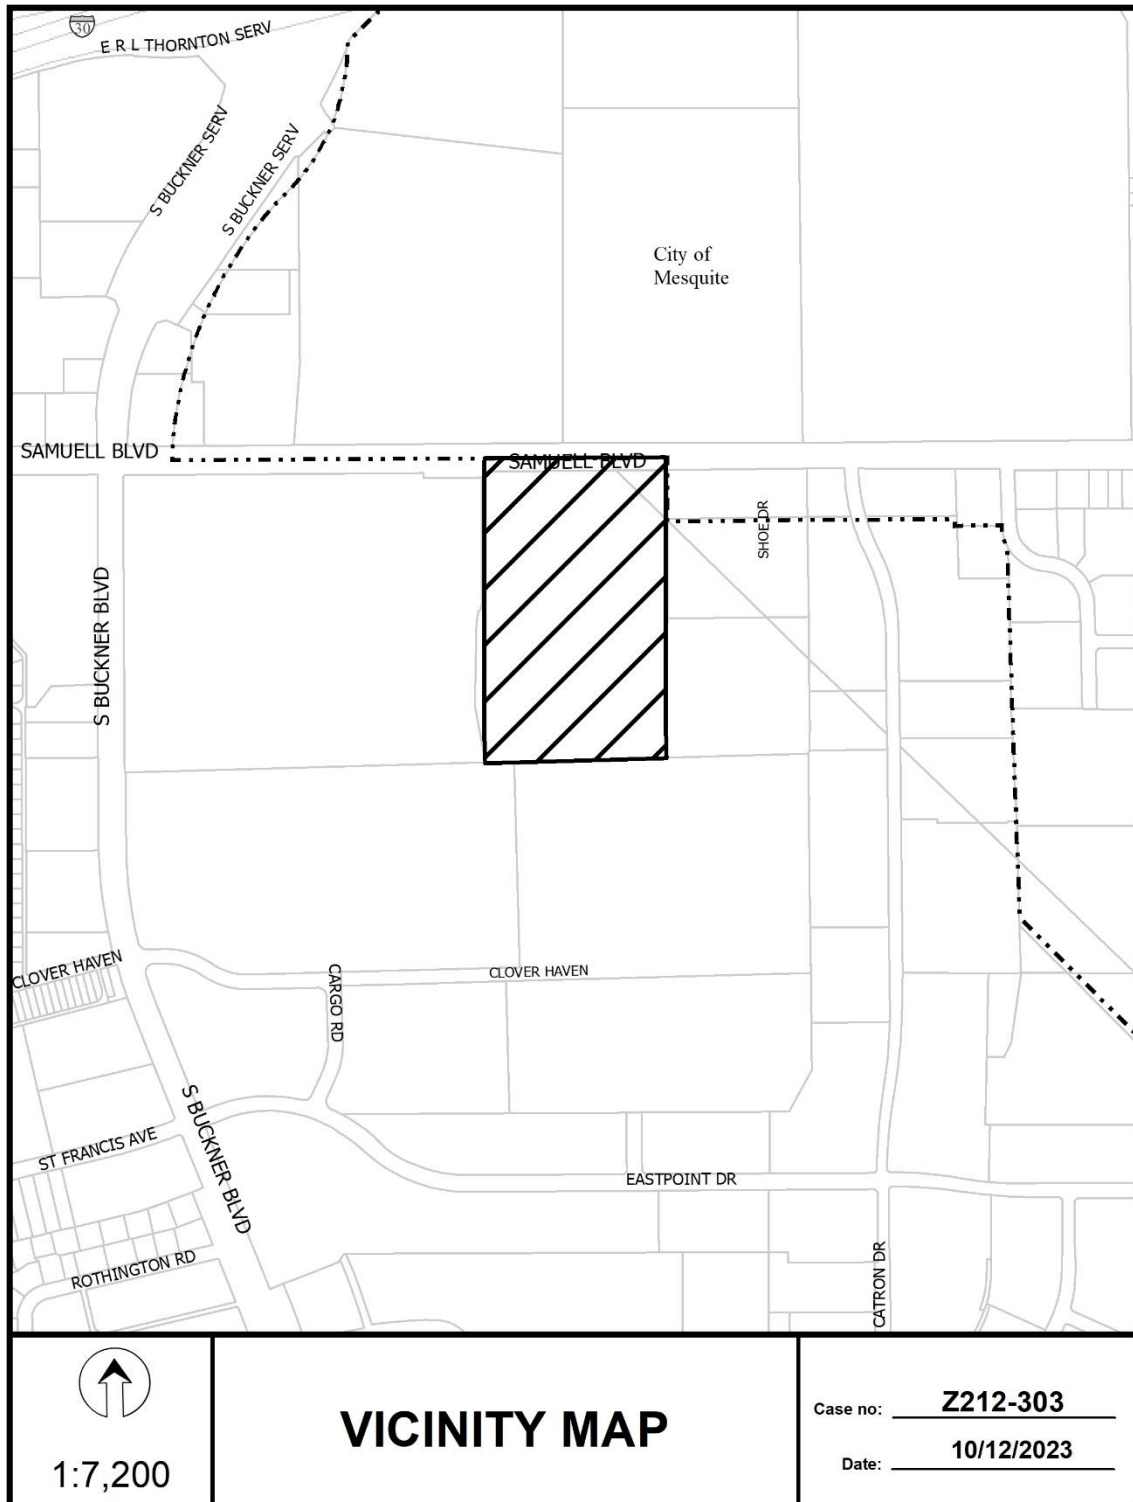 30
E R L THORNTON SERV
S BUCKNER SERV
S BUCKNER SERV
City of
Mesquite
SAMUELL BLVD
SAMUELL BLVD
SHOE DR
S BUCKNER BLVD
CLOVER HAVEN
CLOVER HAVEN
CARGO RD
S BUCKNER BLVD
ST FRANCIS AVE
EASTPOINT DR
ROTHINGTON RD
CATRON DR
1:7,200
VICINITY MAP
Case no: Z212-303
Date: 10/12/2023